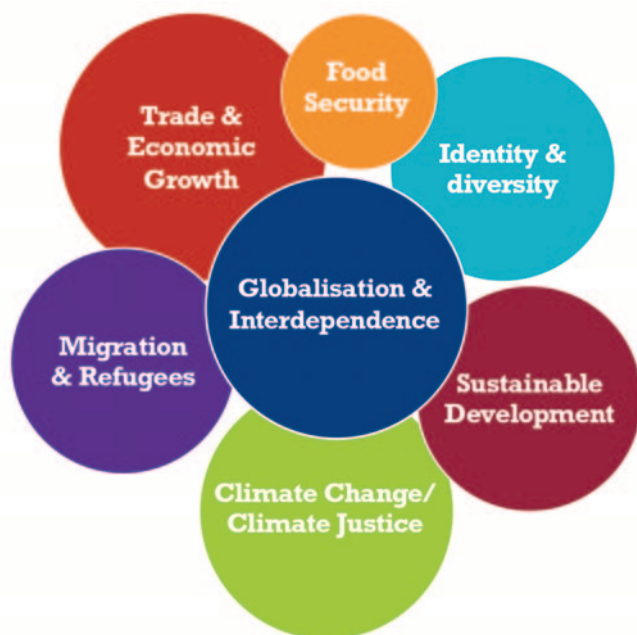 Food
Security
Trade &
Economic
Growth
Identity &
diversity
Globalisation &
Interdependence
Migration
& Refugees
Sustainable
Development
Climate Change/
Climate Justice